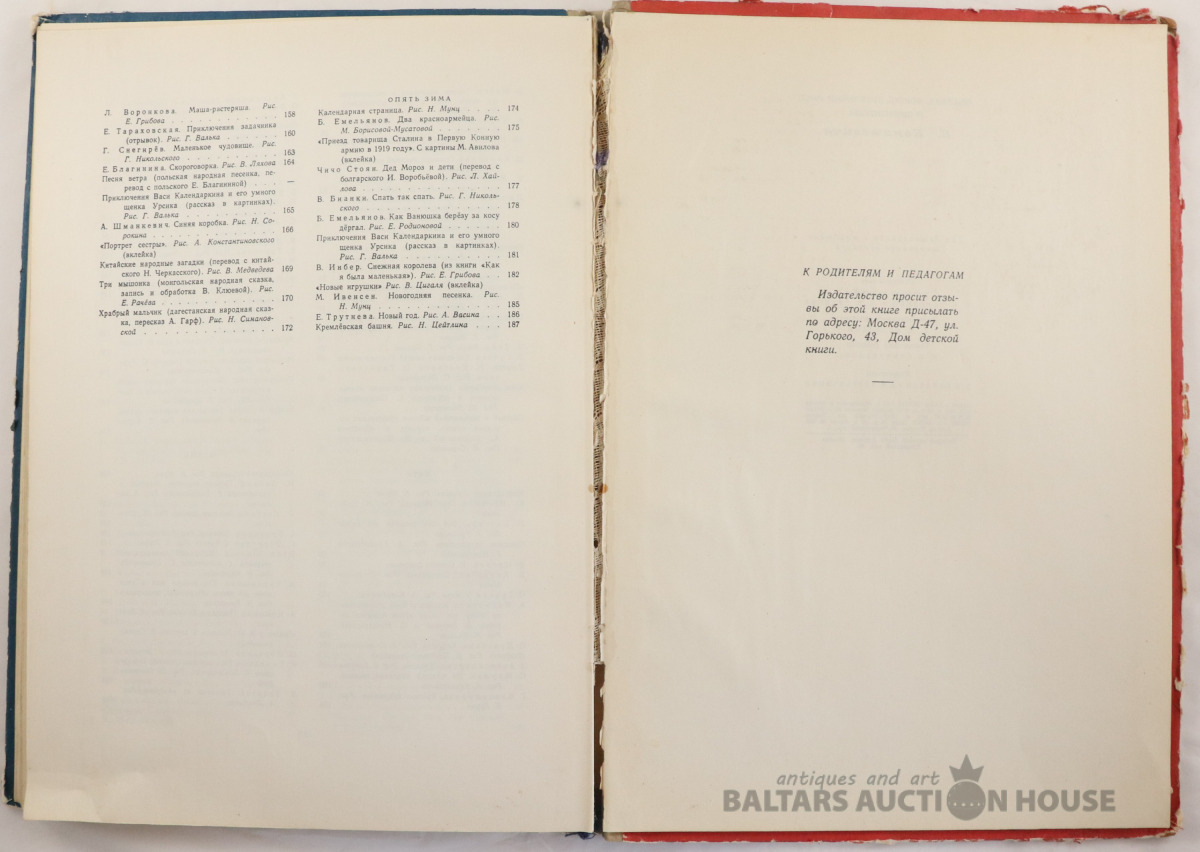 Л. Воронкова. Маша-растеряша. Рис.
Е. Грибова . . . . . . . . . . . . 158
Е. Тараховская. Приключения задачника
(отрывок). Рис. Г. Валька . . . . . . 160
Г. Снегирёв. Маленькое чудовище. Рис.
Г. Никольского . . . . . . . . . . 163
Е. Благинина. Скороговорка. Рис. В. Ляхова 164
Песня ветра (польская народная песенка, пе-
ревод с польского Е. Благининой) . . . —
Приключения Васи Календаркина и его умного
щенка Урсика (рассказ в картинках).
Рис. Г. Валька . . . . . . . . . . 165
А. Шманкевич. Синяя коробка. Рис. Н. Со-
рокина . . . . . . . . . . . . . 166
«Портрет сестры». Рис. А. Константиновского
(вклейка)
Китайские народные загадки (перевод с китай-
ского Н. Черкасского). Рис. В. Медведева 169
Три мышонка (монгольская народная сказка,
запись и обработка В. Клюевой). Рис.
Е. Рачёва . . . . . . . . . . . . 170
Храбрый мальчик (дагестанская народная сказ-
ка, пересказ А. Гарф). Рис. Н. Симанов-
ской . . . . . . . . . . . . . . 172
ОПЯТЬ ЗИМА
Календарная страница. Рис. Н. Мунц . . . . 174
Б. Емельянов. Два красноармейца. Рис.
М. Борисовой-Мусатовой . . . . . . . 175
«Приезд товарища Сталина в Первую Конную
армию в 1919 году». С картины М. Авилова
(вклейка)
Чичо Стоян. Дед Мороз и дети (перевод с
болгарского И. Воробьёвой). Рис. Л. Хай-
лова . . . . . . . . . . . . . . 177
В. Бианки. Спать так спать. Рис. Г. Николь-
ского . . . . . . . . . . . . . . 178
Б. Емельянов. Как Ванюшка берёзу за косу
дёргал. Рис. Е. Родионовой . . . . . 180
Приключения Васи Календаркина и его умного
щенка Урсика (рассказ в картинках).
Рис. Г. Валька . . . . . . . . . . 181
В. Инбер. Снежная королева (из книги «Как
я была маленькая»). Рис. Е. Грибова . . 182
«Новые игрушки» Рис. В. Цигаля (вклейка)
М. Ивенсен. Новогодняя песенка. Рис.
Н. Мунц . . . . . . . . . . . . . 185
Е. Трутнева. Новый год. Рис. А. Васина . . 186
Кремлёвская башня. Рис. Н. Цейтлина . . . 187
К РОДИТЕЛЯМ И ПЕДАГОГАМ
Издательство просит отзы-
вы об этой книге присылать
по адресу: Москва Д-47, ул.
Горького, 43, Дом детской
книги.
antiques and art
BALTARS AUCTION HOUSE